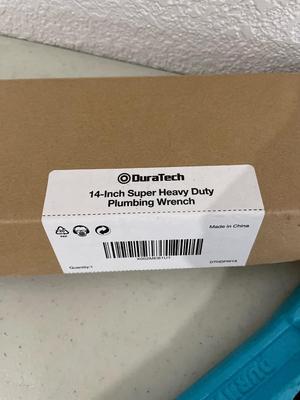 DURATECH
14-Inch Super Heavy Duty
Plumbing Wrench
Made in China
Quantity:1